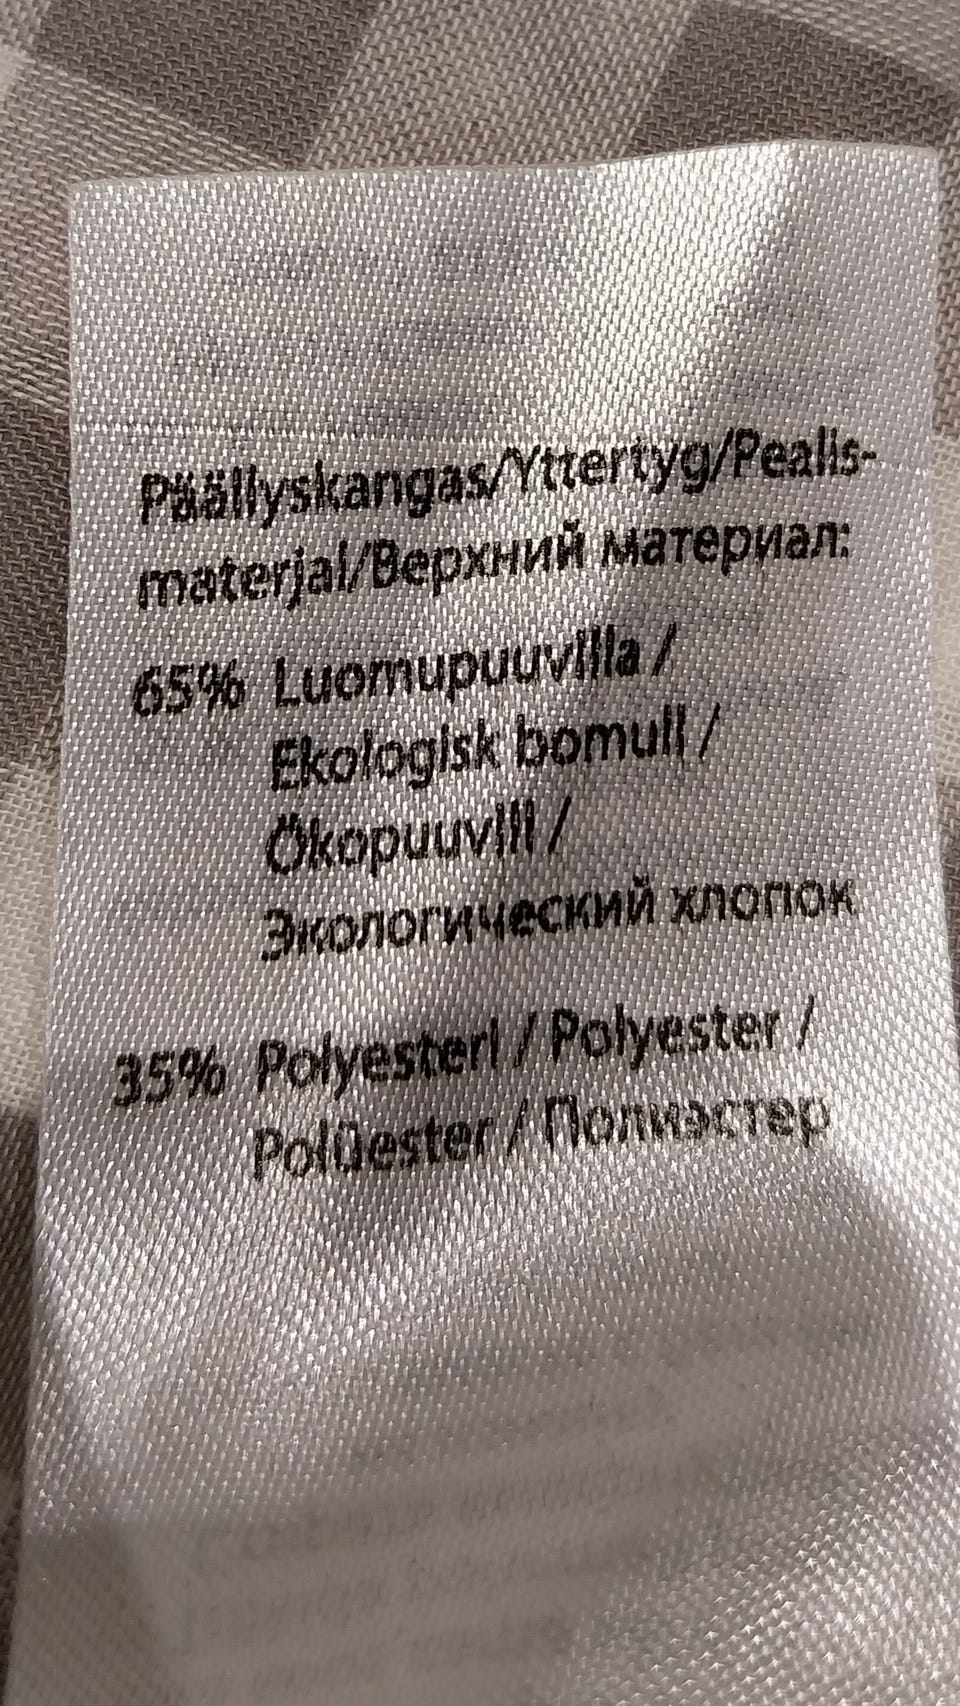 Päällyskangas/Yttertyg/Pealis-
materjal/Верхний материал:
65% Luomupuuvilla /
Ekologisk bomull /
Ökopuuvill /
Экологический хлопок
35% Polyesteri / Polyester /
Polüester / Полиэстер